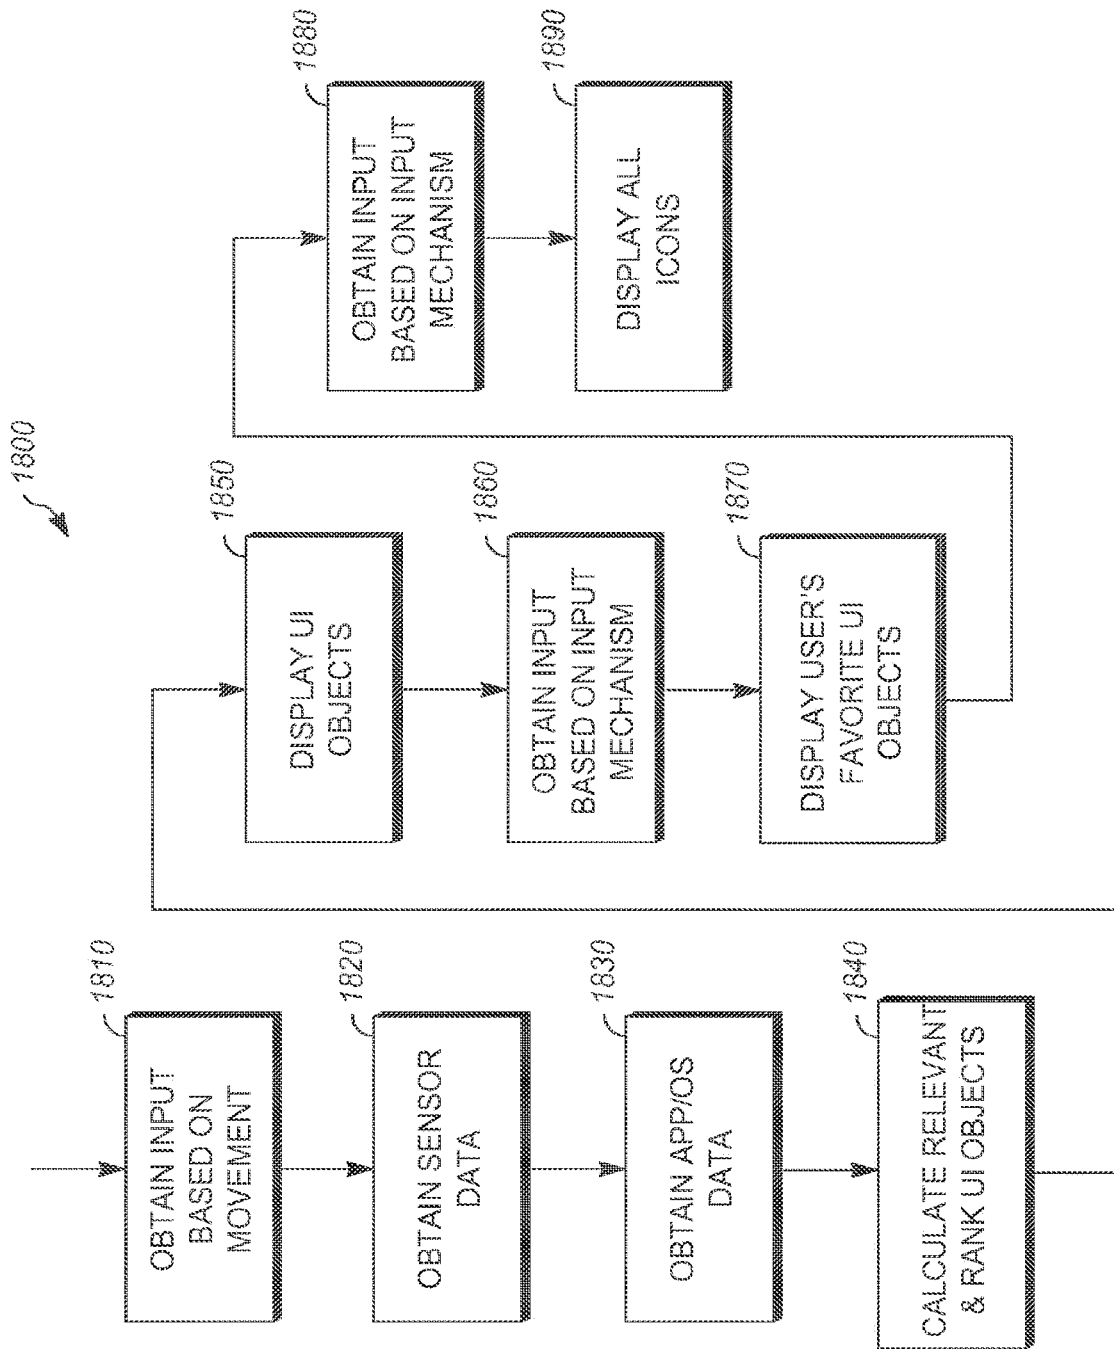 1800
1810
OBTAIN INPUT
BASED ON
MOVEMENT
1820
OBTAIN SENSOR
DATA
1830
OBTAIN APP/OS
DATA
1840
CALCULATE RELEVANT
& RANK UI OBJECTS
1850
DISPLAY UI
OBJECTS
1860
OBTAIN INPUT
BASED ON INPUT
MECHANISM
1870
DISPLAY USER'S
FAVORITE UI
OBJECTS
1880
OBTAIN INPUT
BASED ON INPUT
MECHANISM
1890
DISPLAY ALL
ICONS